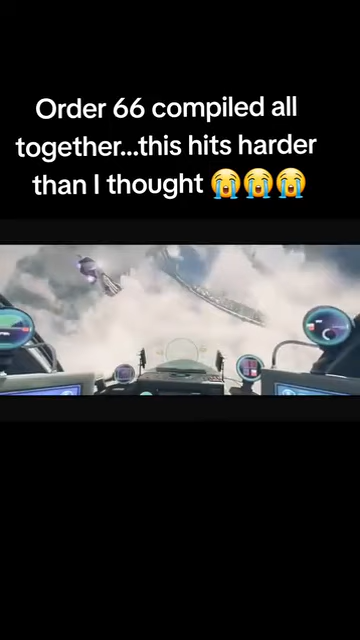 Order 66 compiled all
together...this hits harder
than I thought 😭😭😭